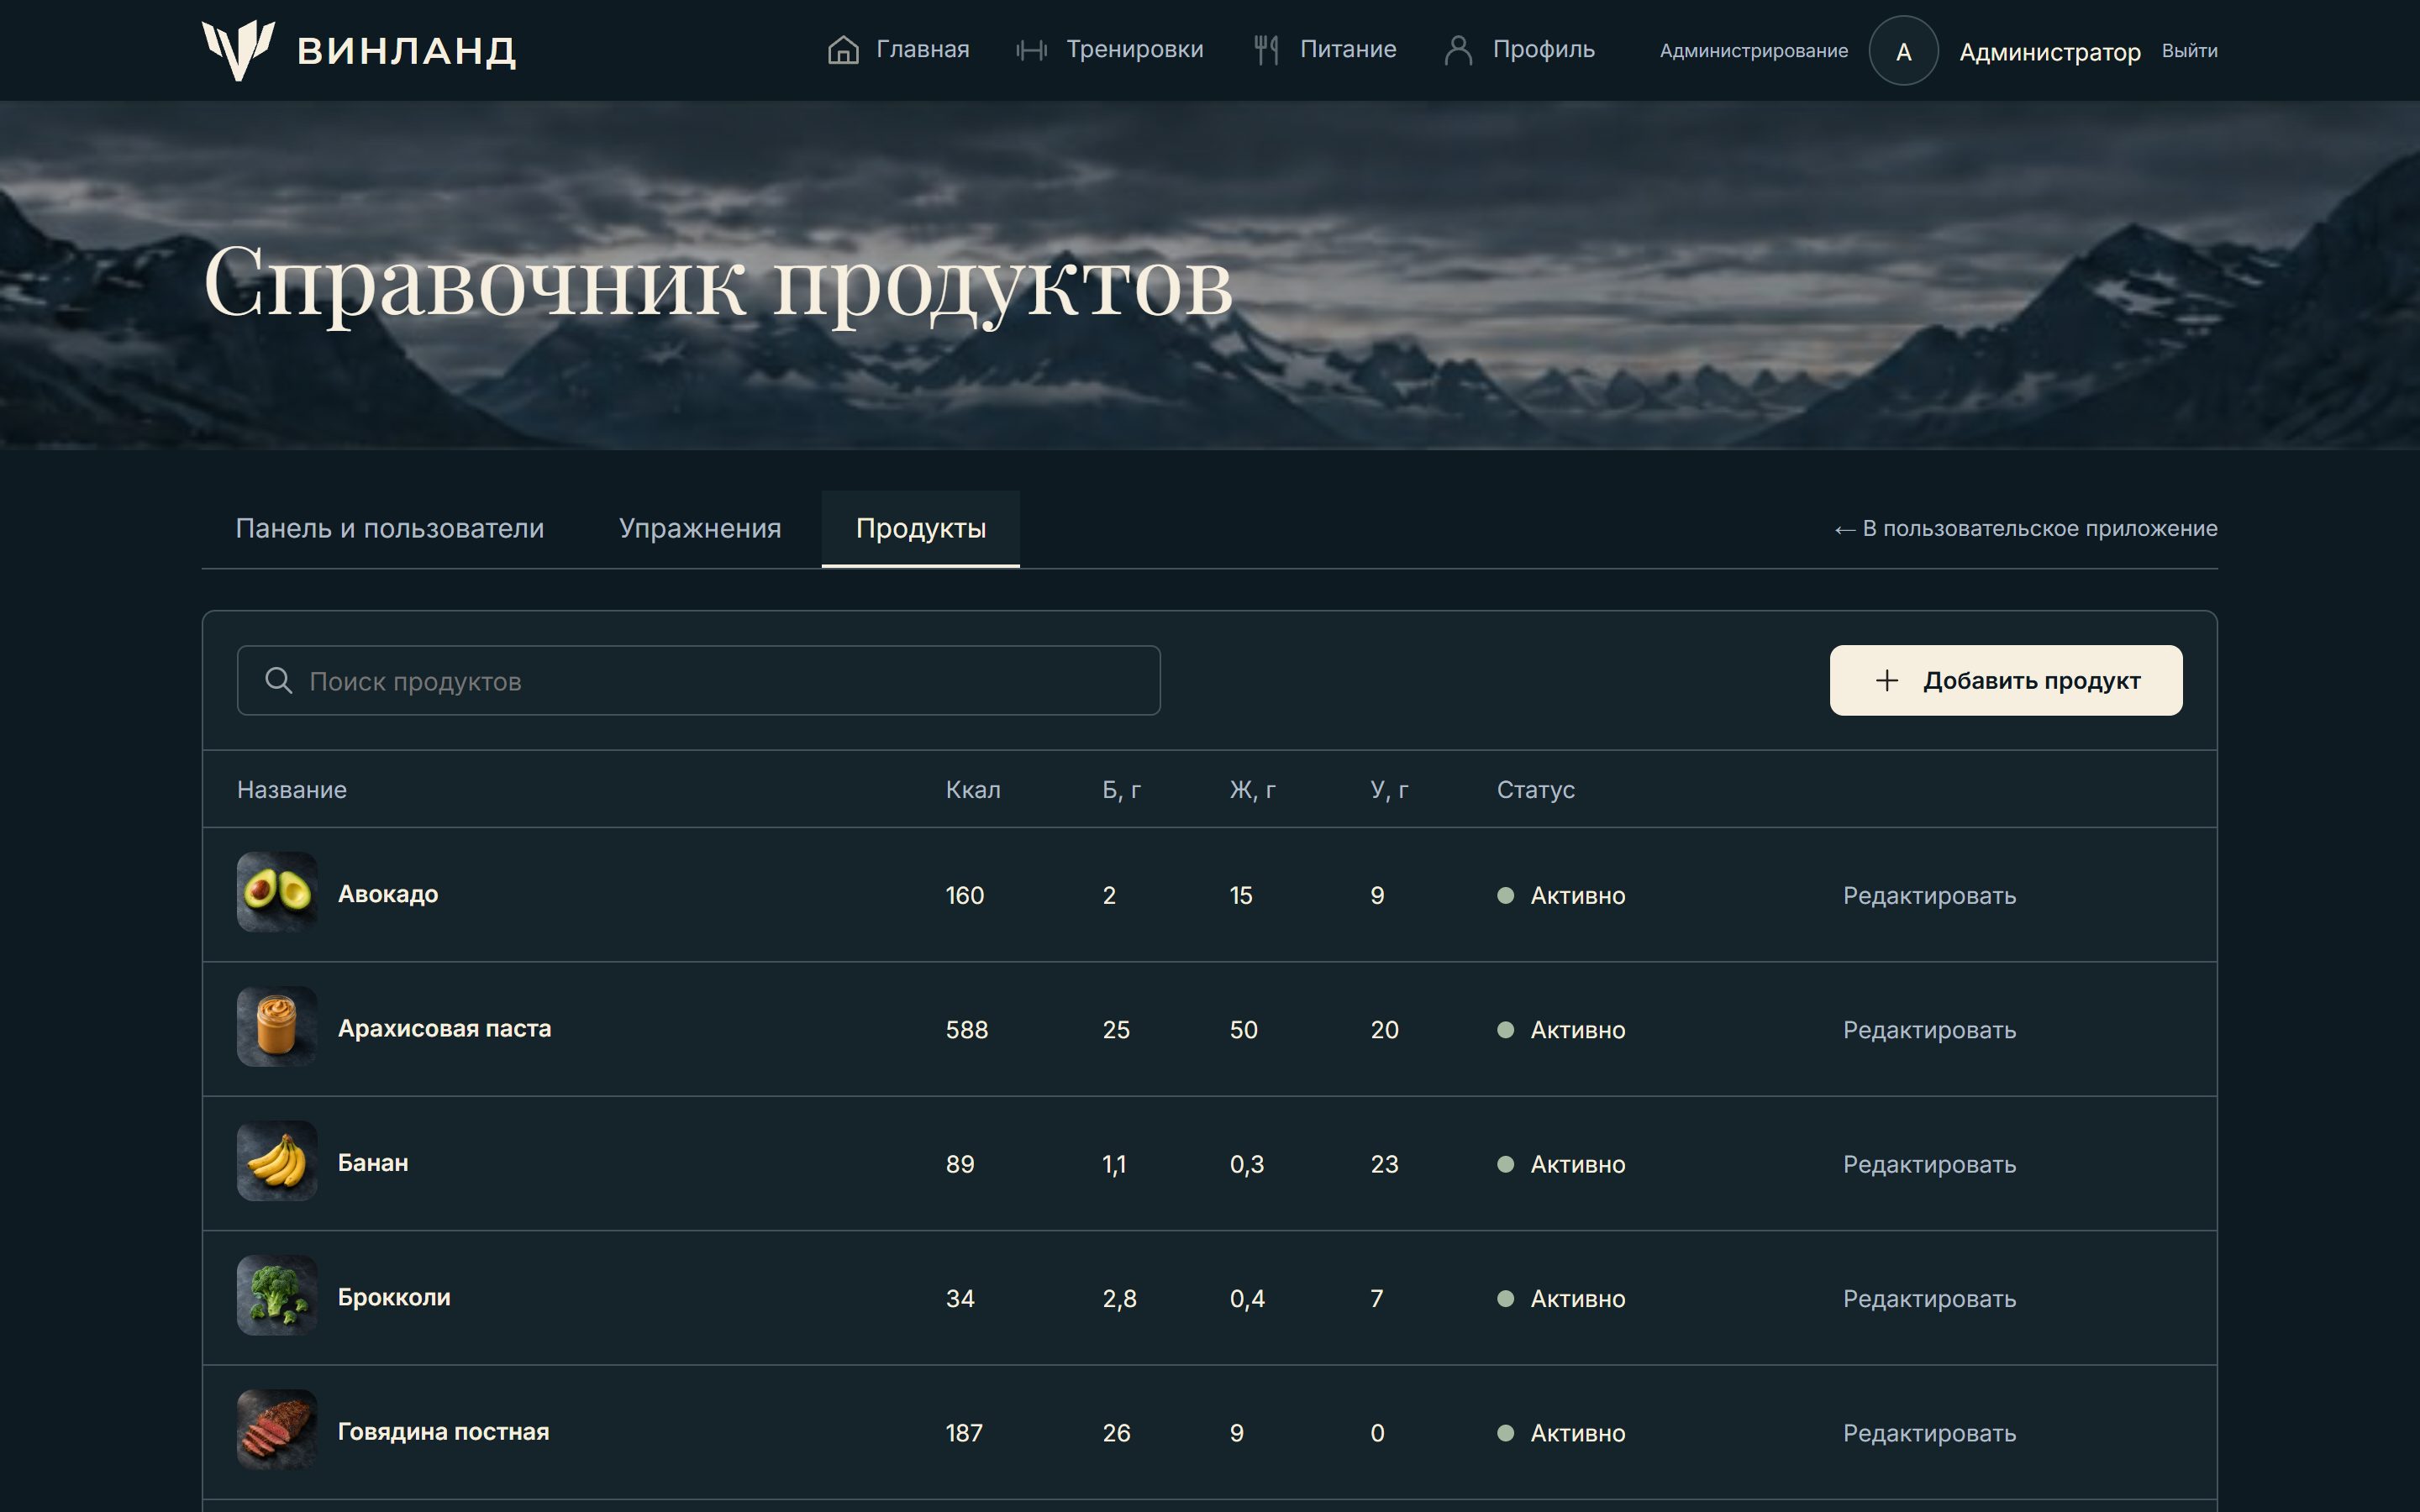 ВИНЛАНД
Главная Тренировки Питание Профиль Администрирование А Администратор Выйти
Справочник продуктов
Панель и пользователи Упражнения Продукты ← В пользовательское приложение
Поиск продуктов + Добавить продукт
Название Ккал Б, г Ж, г У, г Статус
Авокадо 160 2 15 9 Активно Редактировать
Арахисовая паста 588 25 50 20 Активно Редактировать
Банан 89 1,1 0,3 23 Активно Редактировать
Брокколи 34 2,8 0,4 7 Активно Редактировать
Говядина постная 187 26 9 0 Активно Редактировать